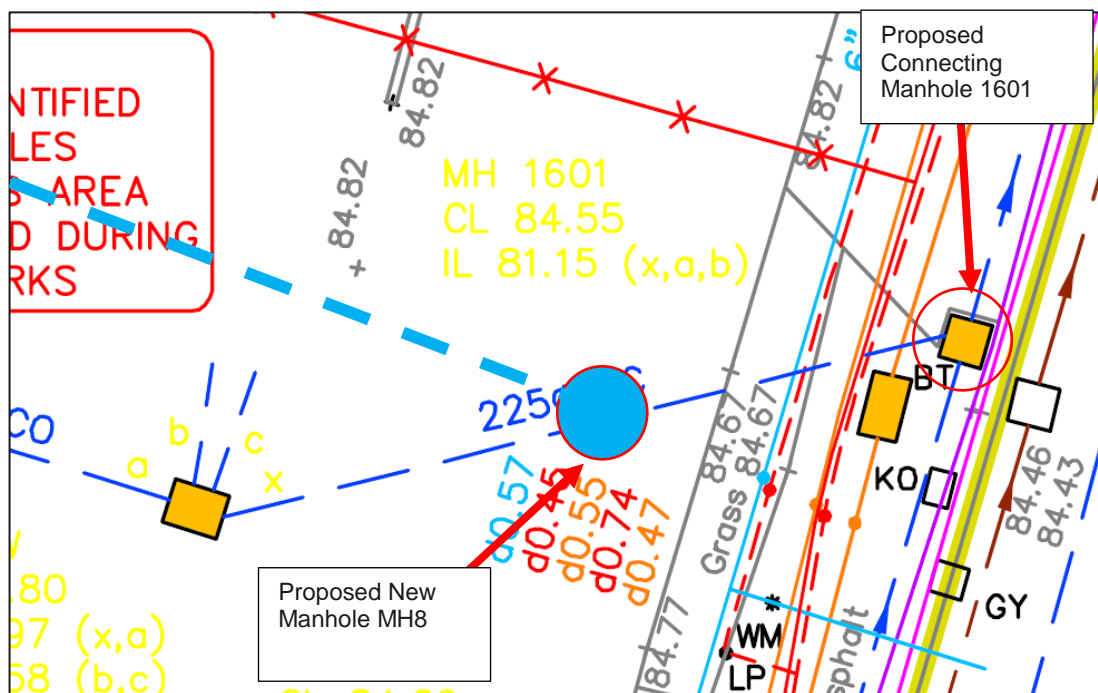 NTIFIED
LES
S AREA
D DURING
RKS
84.82
84.82
MH 1601
CL 84.55
IL 81.15 (x,a,b)
84.82
6"
Proposed
Connecting
Manhole 1601
CO
b
c
a
x
225
BT
KO
84.67
84.67
Grass
84.46
84.43
d0.57
d0.45
d0.55
d0.74
d0.47
Proposed New
Manhole MH8
.80
97 (x,a)
58 (b,c)
84.77
WM
LP
GY
sphalt